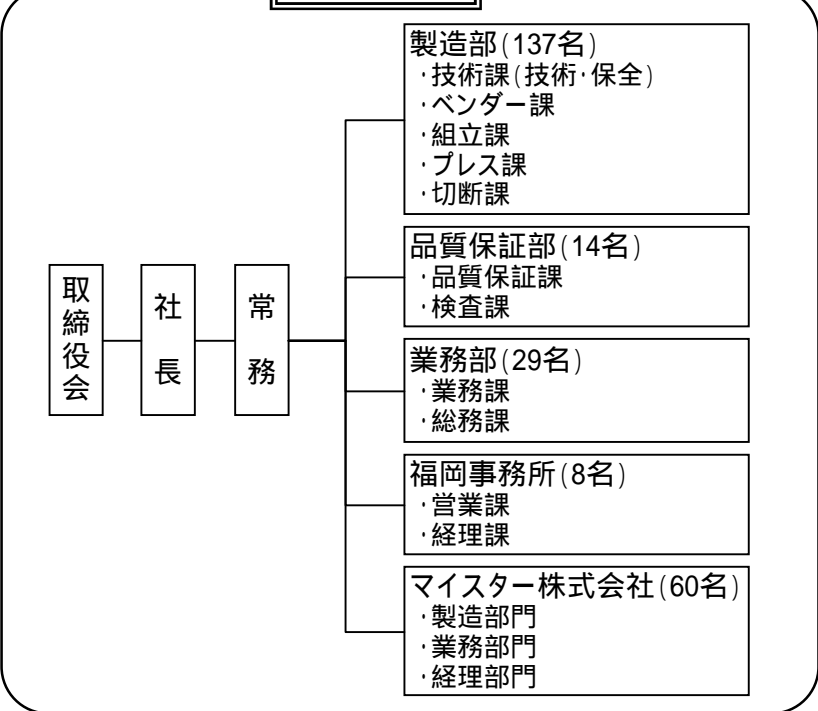 取締役会
社長
常務
製造部(137名)
･技術課(技術･保全)
･ベンダー課
･組立課
･プレス課
･切断課
品質保証部(14名)
･品質保証課
･検査課
業務部(29名)
･業務課
･総務課
福岡事務所(8名)
･営業課
･経理課
マイスター株式会社(60名)
･製造部門
･業務部門
･経理部門